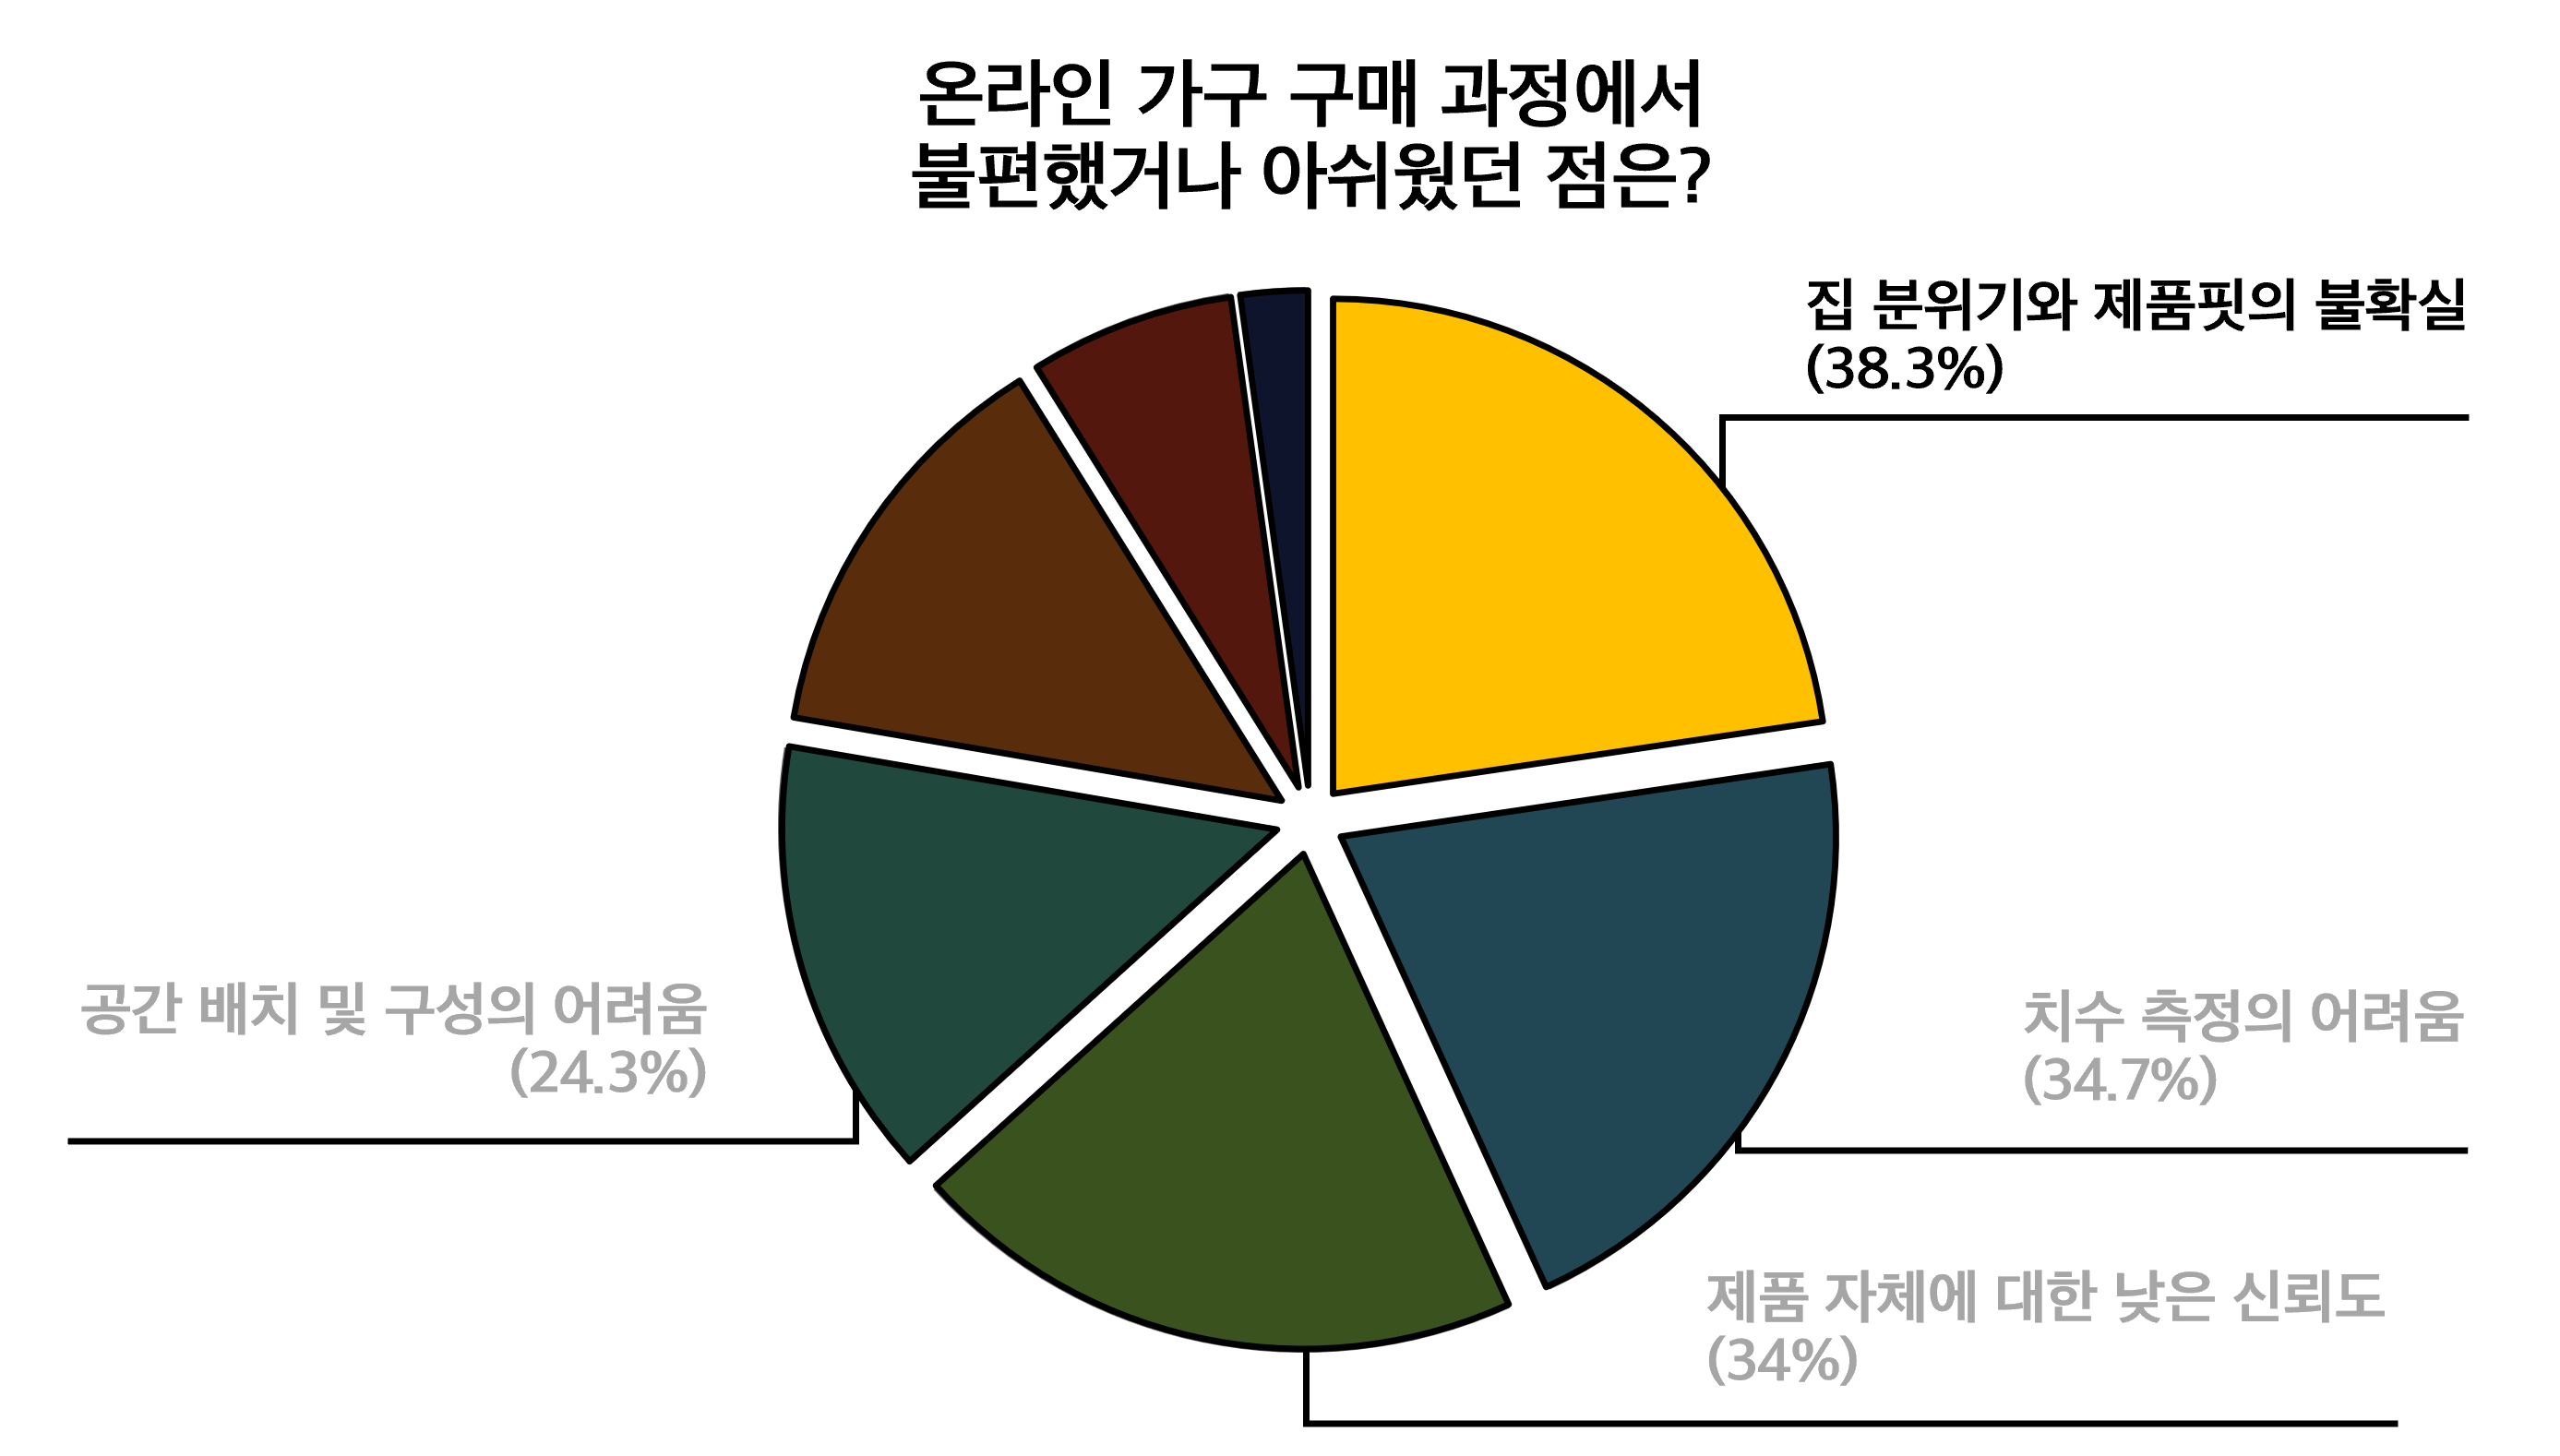 온라인 가구 구매 과정에서
불편했거나 아쉬웠던 점은?
집 분위기와 제품핏의 불확실
(38.3%)
공간 배치 및 구성의 어려움
(24.3%)
치수 측정의 어려움
(34.7%)
제품 자체에 대한 낮은 신뢰도
(34%)